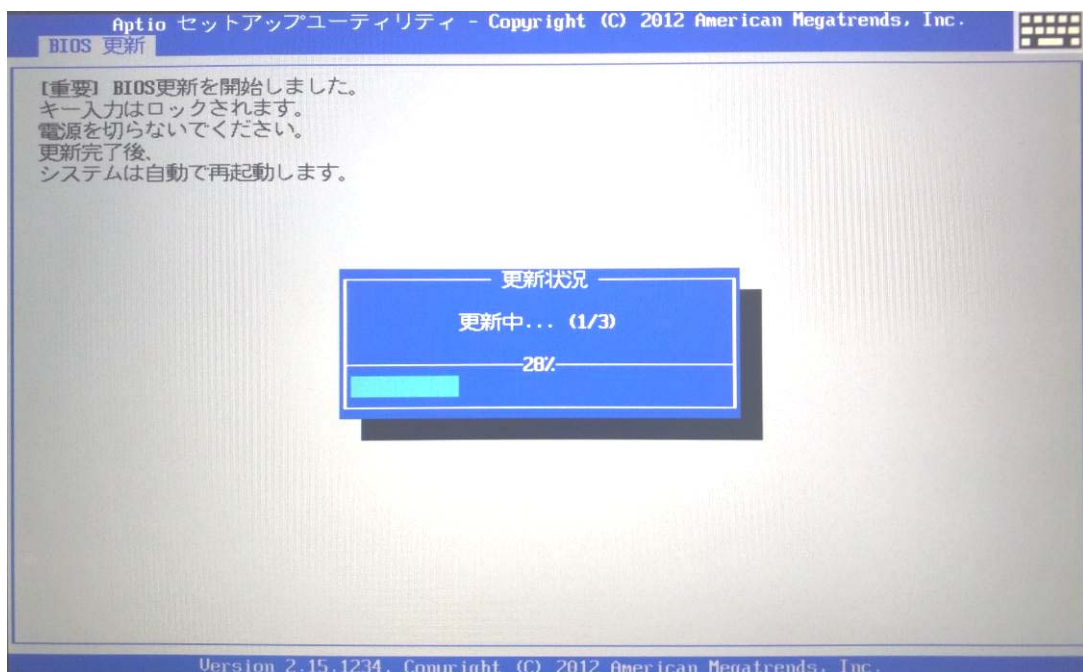 Aptio セットアップユーティリティ - Copyright (C) 2012 American Megatrends, Inc.
BIOS 更新
[重要] BIOS更新を開始しました。
キー入力はロックされます。
電源を切らないでください。
更新完了後、
システムは自動で再起動します。
更新状況
更新中... (1/3)
28%
Version 2.15.1234. Copyright (C) 2012 American Megatrends, Inc.